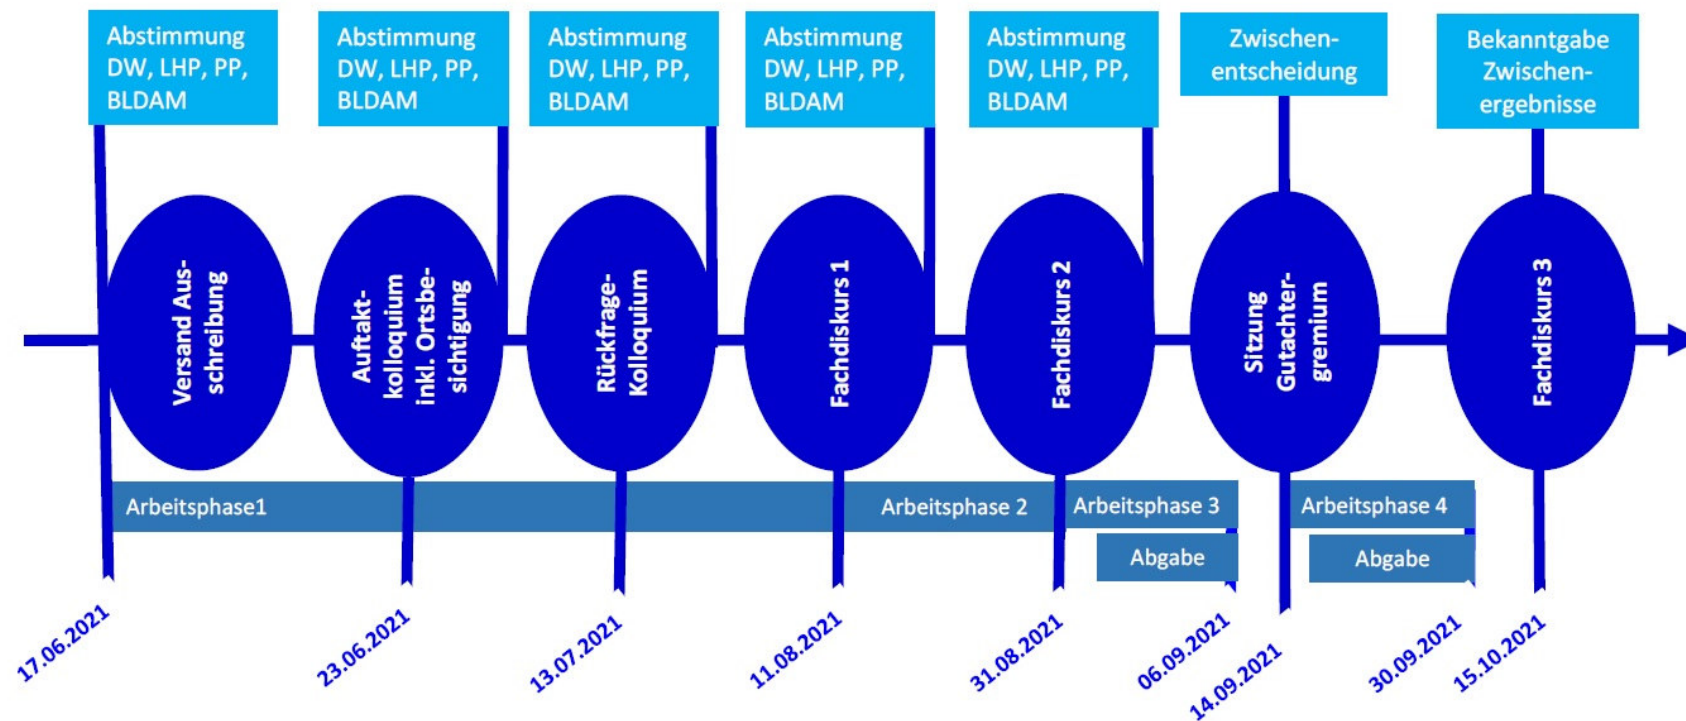 Abstimmung
DW, LHP, PP,
BLDAM
Abstimmung
DW, LHP, PP,
BLDAM
Abstimmung
DW, LHP, PP,
BLDAM
Abstimmung
DW, LHP, PP,
BLDAM
Abstimmung
DW, LHP, PP,
BLDAM
Zwischen-
entscheidung
Bekanntgabe
Zwischen-
ergebnisse
Versand Aus-
schreibung
Auftakt-
kolloquium
inkl. Ortsbe-
sichtigung
Rückfrage-
Kolloquium
Fachdiskurs 1
Fachdiskurs 2
Sitzung
Gutachter-
gremium
Fachdiskurs 3
Arbeitsphase1
Arbeitsphase 2
Arbeitsphase 3
Arbeitsphase 4
Abgabe
Abgabe
17.06.2021
23.06.2021
13.07.2021
11.08.2021
31.08.2021
06.09.2021
14.09.2021
30.09.2021
15.10.2021